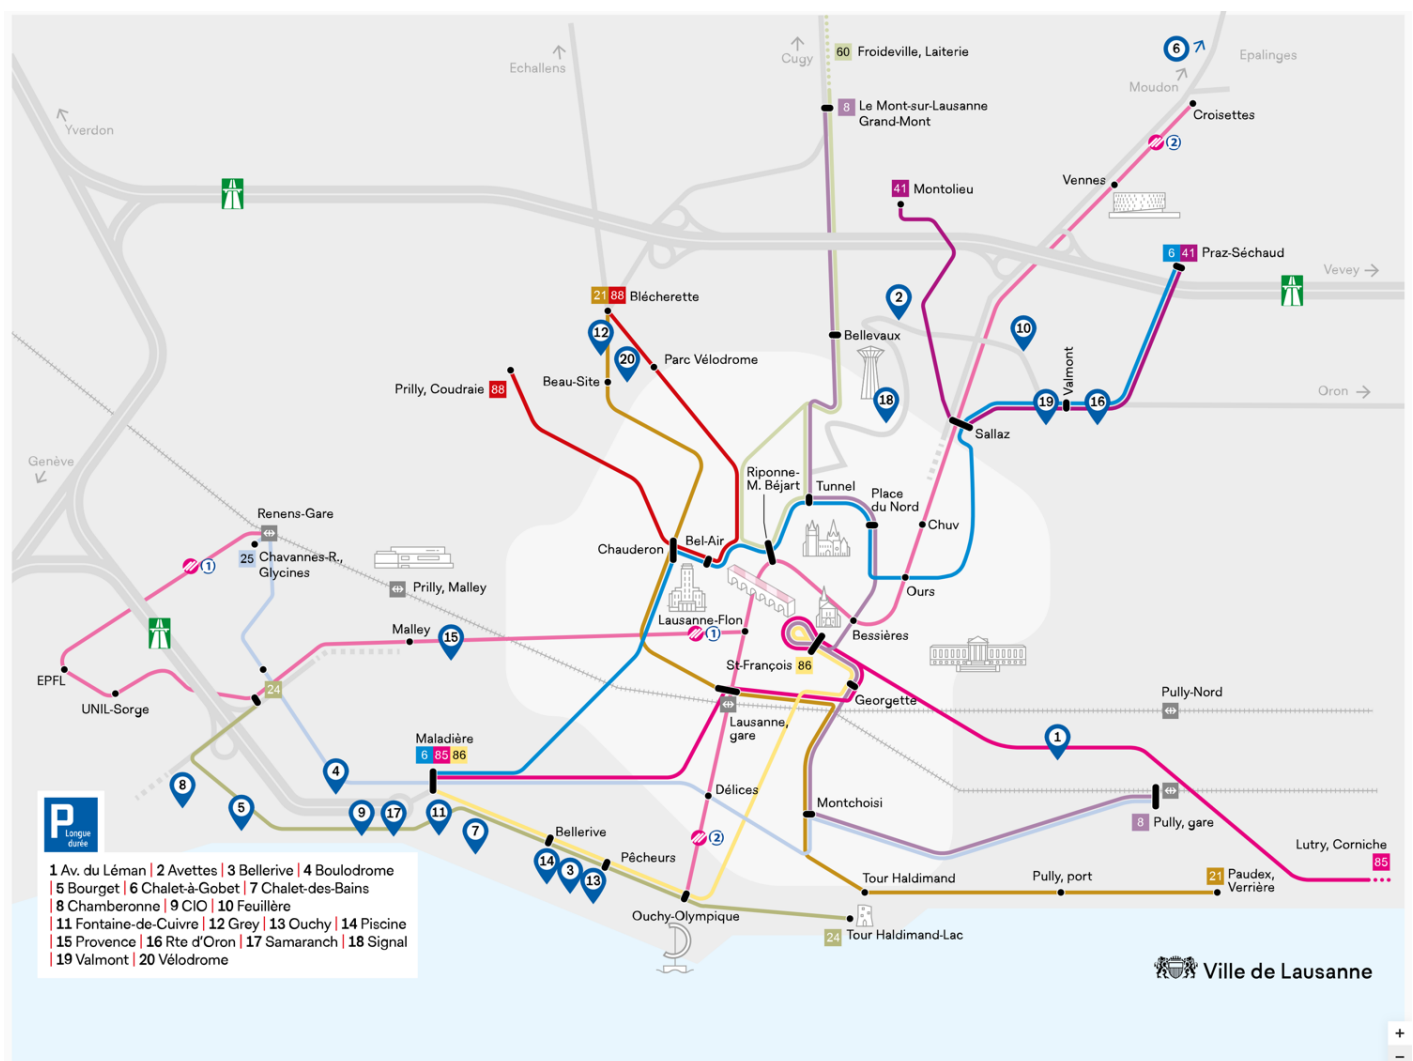 6
Epalinges
Echallens
Cugy
60 Froideville, Laiterie
Moudon
8 Le Mont-sur-Lausanne
Grand-Mont
Croisettes
Yverdon
2
Vennes
41 Montolieu
6 41 Praz-Séchaud
Vevey
21 88 Blécherette
2
12
10
Bellevaux
20
Parc Vélodrome
Beau-Site
Prilly, Coudraie 88
Valmont
Oron
18
19
16
Sallaz
Genève
Riponne-
M. Béjart
Tunnel
Place
du Nord
Renens-Gare
Chuv
Chauderon
Bel-Air
25 Chavannes-R.,
Glycines
1
Prilly, Malley
Ours
Lausanne-Flon
1
Malley
15
Bessières
St-François
86
EPFL
24
UNIL-Sorge
Georgette
Pully-Nord
Lausanne,
gare
Maladière
6 85 86
1
4
8
5
9
17
11
7
Délices
Montchoisi
8 Pully, gare
2
Bellerive
Pêcheurs
14
3
13
Lutry, Corniche
85
Tour Haldimand
Pully, port
21 Paudex,
Verrière
Ouchy-Olympique
24 Tour Haldimand-Lac
P
Longue
durée
1 Av. du Léman | 2 Avettes | 3 Bellerive | 4 Boulodrome
| 5 Bourget | 6 Chalet-à-Gobet | 7 Chalet-des-Bains
| 8 Chamberonne | 9 CIO | 10 Feuillère
| 11 Fontaine-de-Cuivre | 12 Grey | 13 Ouchy | 14 Piscine
| 15 Provence | 16 Rte d'Oron | 17 Samaranch | 18 Signal
| 19 Valmont | 20 Vélodrome
Ville de Lausanne
+
−